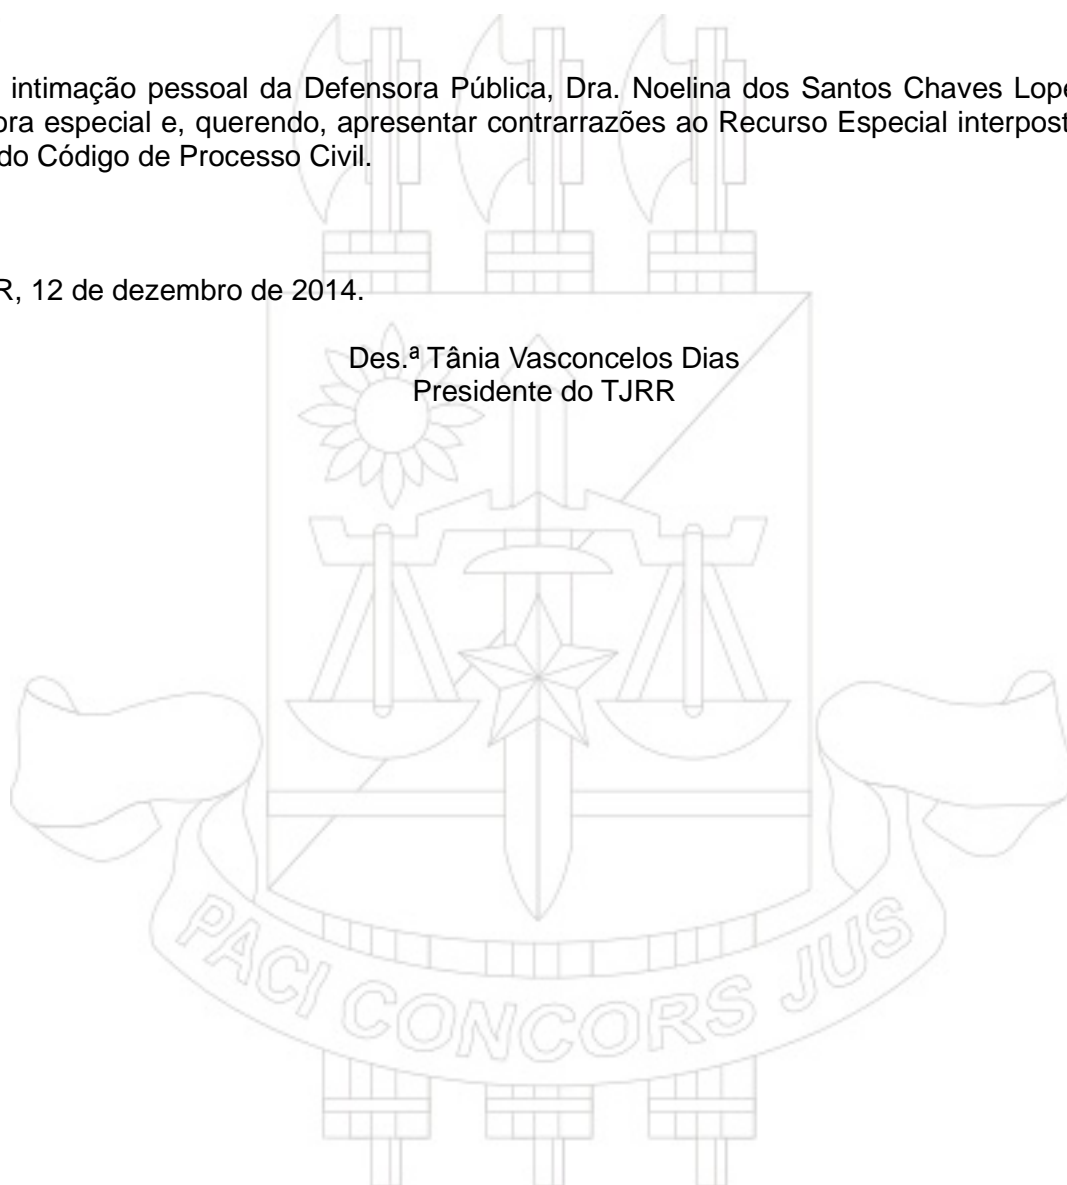 intimação pessoal da Defensora Pública, Dra. Noelina dos Santos Chaves Lope
ora especial e, querendo, apresentar contrarrazões ao Recurso Especial interpost
do Código de Processo Civil.
R, 12 de dezembro de 2014.
Des.ª Tânia Vasconcelos Dias
Presidente do TJRR
PACI CONCORS JUS